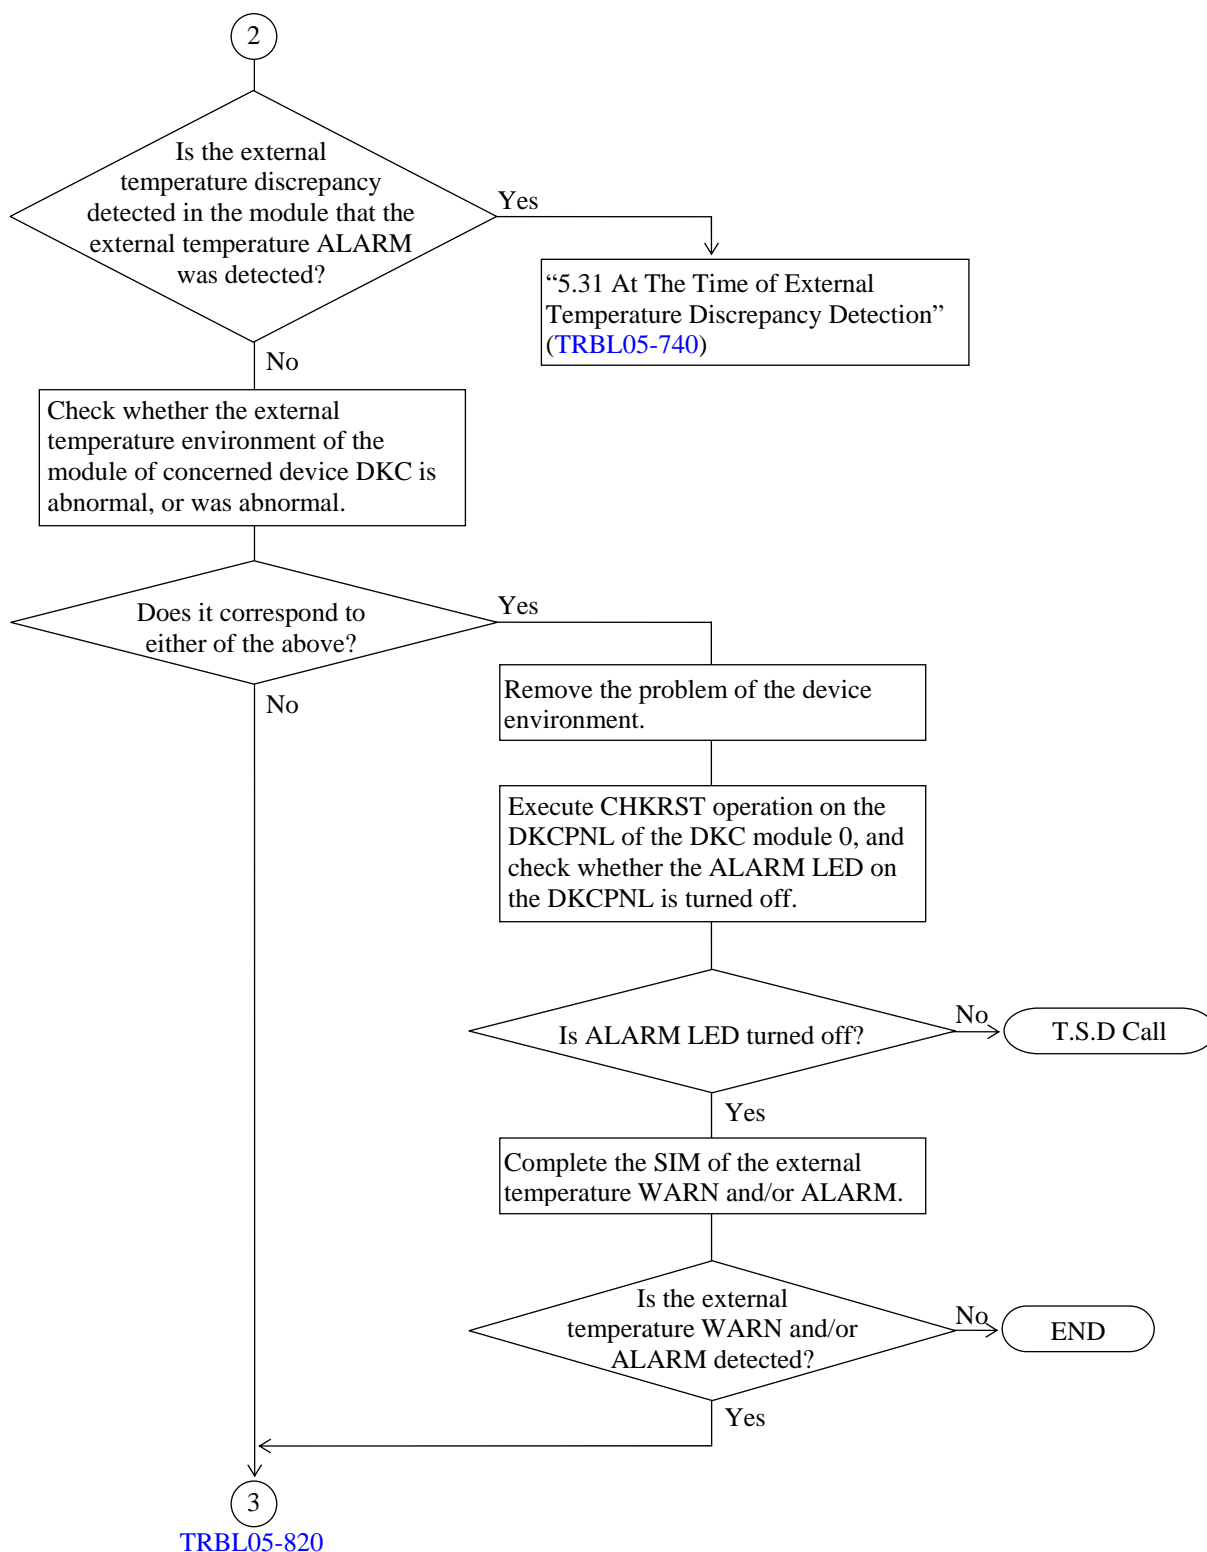 2
Is the external
temperature discrepancy
detected in the module that the
external temperature ALARM
was detected?
Yes
“5.31 At The Time of External
Temperature Discrepancy Detection”
(TRBL05-740)
No
Check whether the external
temperature environment of the
module of concerned device DKC is
abnormal, or was abnormal.
Does it correspond to
either of the above?
Yes
No
Remove the problem of the device
environment.
Execute CHKRST operation on the
DKCPNL of the DKC module 0, and
check whether the ALARM LED on
the DKCPNL is turned off.
Is ALARM LED turned off?
No
T.S.D Call
Yes
Complete the SIM of the external
temperature WARN and/or ALARM.
Is the external
temperature WARN and/or
ALARM detected?
No
END
Yes
3
TRBL05-820